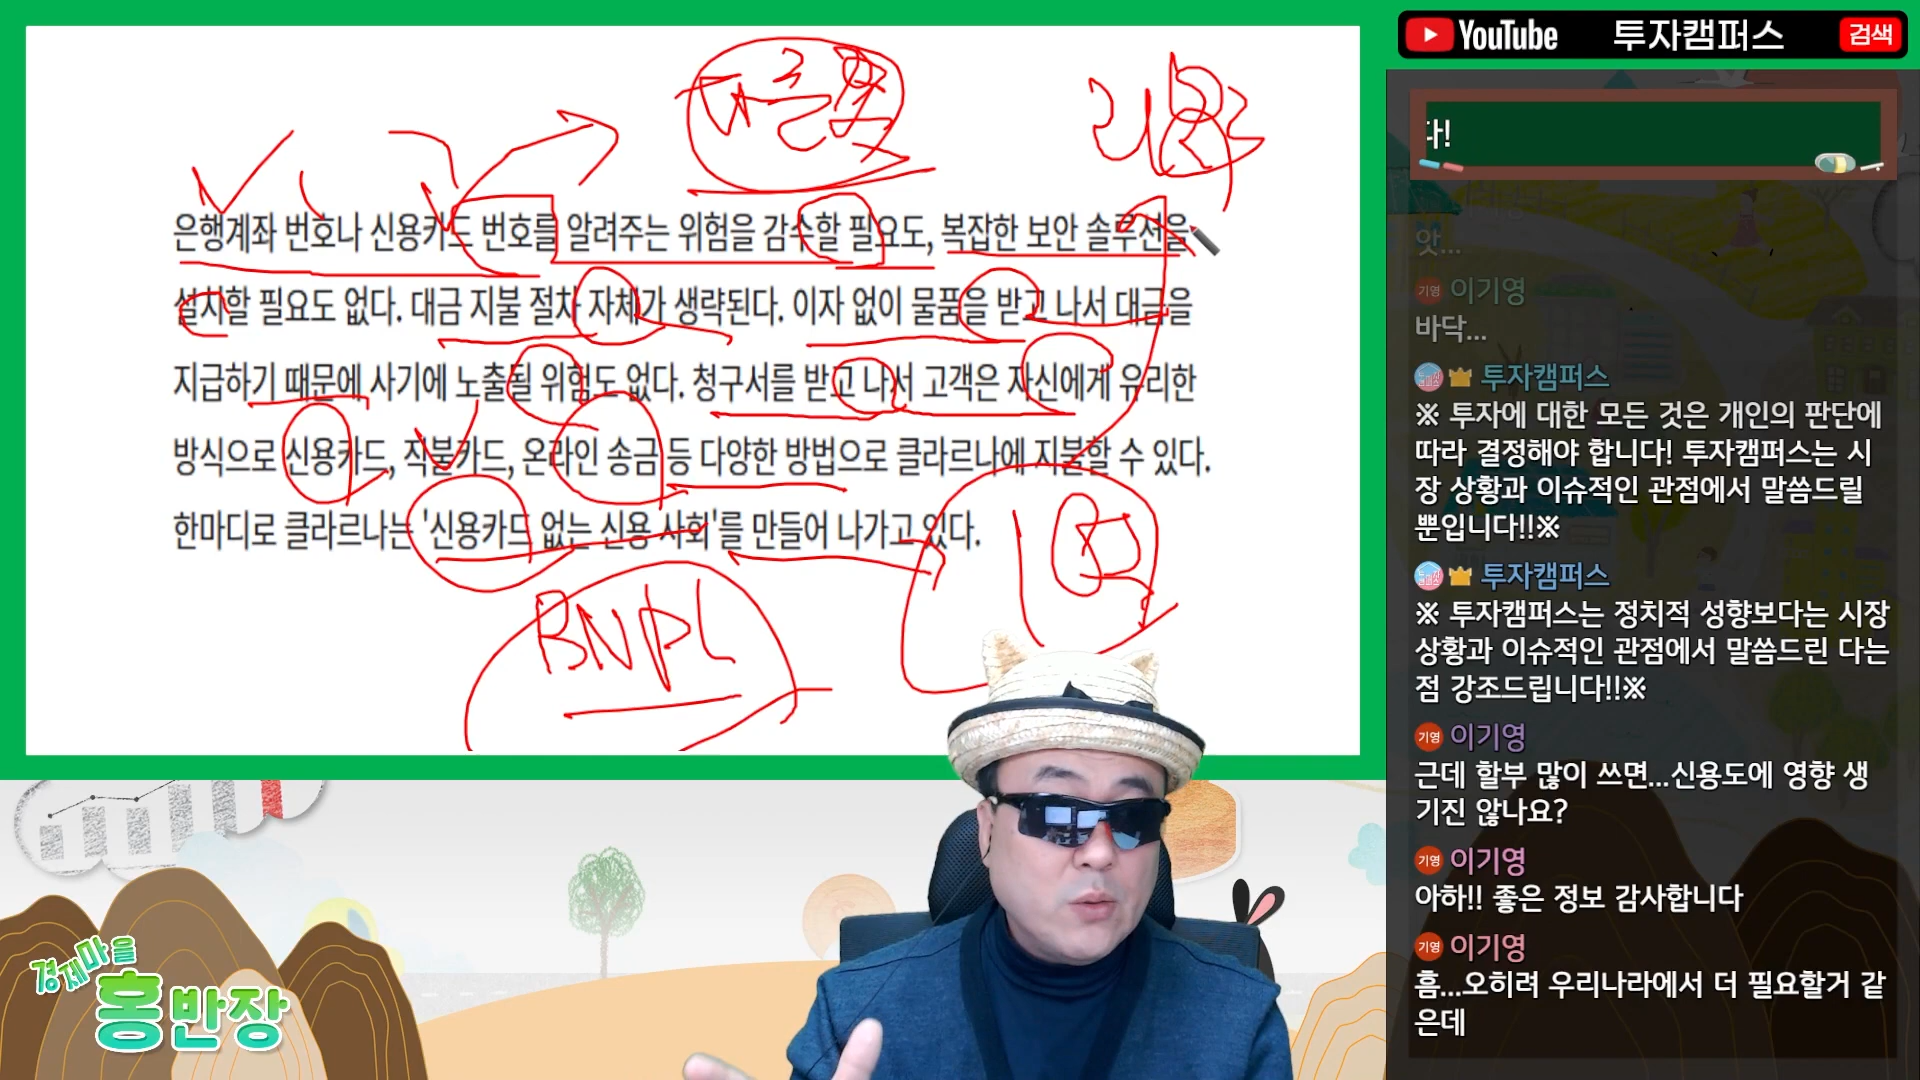 YouTube 투자캠퍼스 검색
다!
은행계좌 번호나 신용카드 번호를 알려주는 위험을 감수할 필요도, 복잡한 보안 솔루션을
설치할 필요도 없다. 대금 지불 절차 자체가 생략된다. 이자 없이 물품을 받고 나서 대금을
지급하기 때문에 사기에 노출될 위험도 없다. 청구서를 받고 나서 고객은 자신에게 유리한
방식으로 신용카드, 직불카드, 온라인 송금 등 다양한 방법으로 클라르나에 지불할 수 있다.
한마디로 클라르나는 '신용카드 없는 신용 사회'를 만들어 나가고 있다.
BNPL
경제마을
홍반장
앗...
기영 이기영
바닥...
투자캠퍼스
※ 투자에 대한 모든 것은 개인의 판단에
따라 결정해야 합니다! 투자캠퍼스는 시
장 상황과 이슈적인 관점에서 말씀드릴
뿐입니다!!※
투자캠퍼스
※ 투자캠퍼스는 정치적 성향보다는 시장
상황과 이슈적인 관점에서 말씀드린 다는
점 강조드립니다!!※
기영 이기영
근데 할부 많이 쓰면...신용도에 영향 생
기진 않나요?
기영 이기영
아하!! 좋은 정보 감사합니다
기영 이기영
흠...오히려 우리나라에서 더 필요할거 같
은데